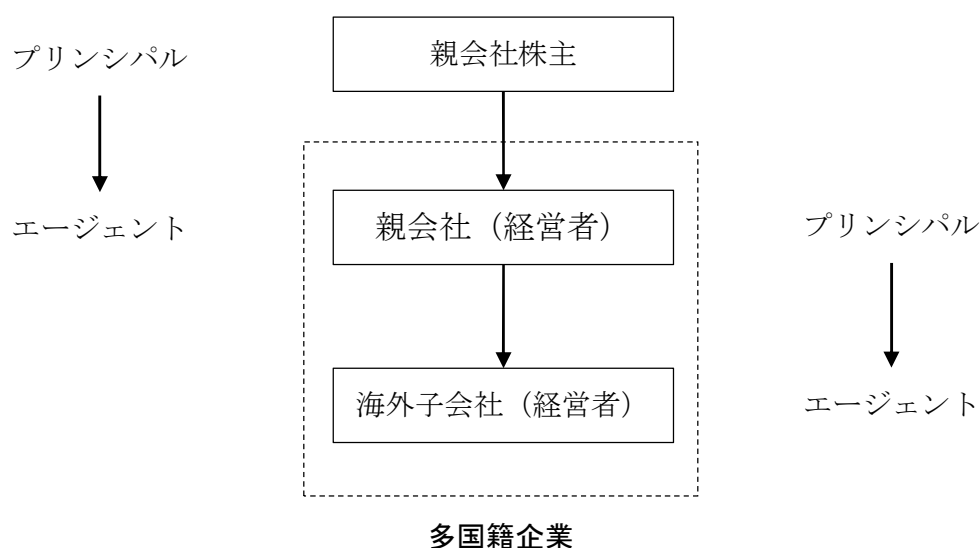 親会社株主
プリンシパル
エージェント
親会社（経営者）
プリンシパル
海外子会社（経営者）
エージェント
多国籍企業